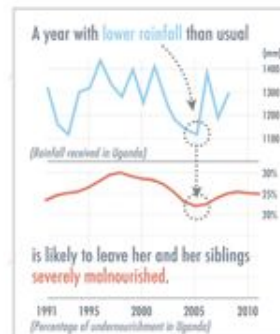 A year with lower rainfall than usual
(mm)
1400
1300
1200
1100
(Rainfall received in Uganda)
30%
25%
20%
is likely to leave her and her siblings
severely malnourished.
1991 1995 2000 2005 2010
(Percentage of undernourishment in Uganda)